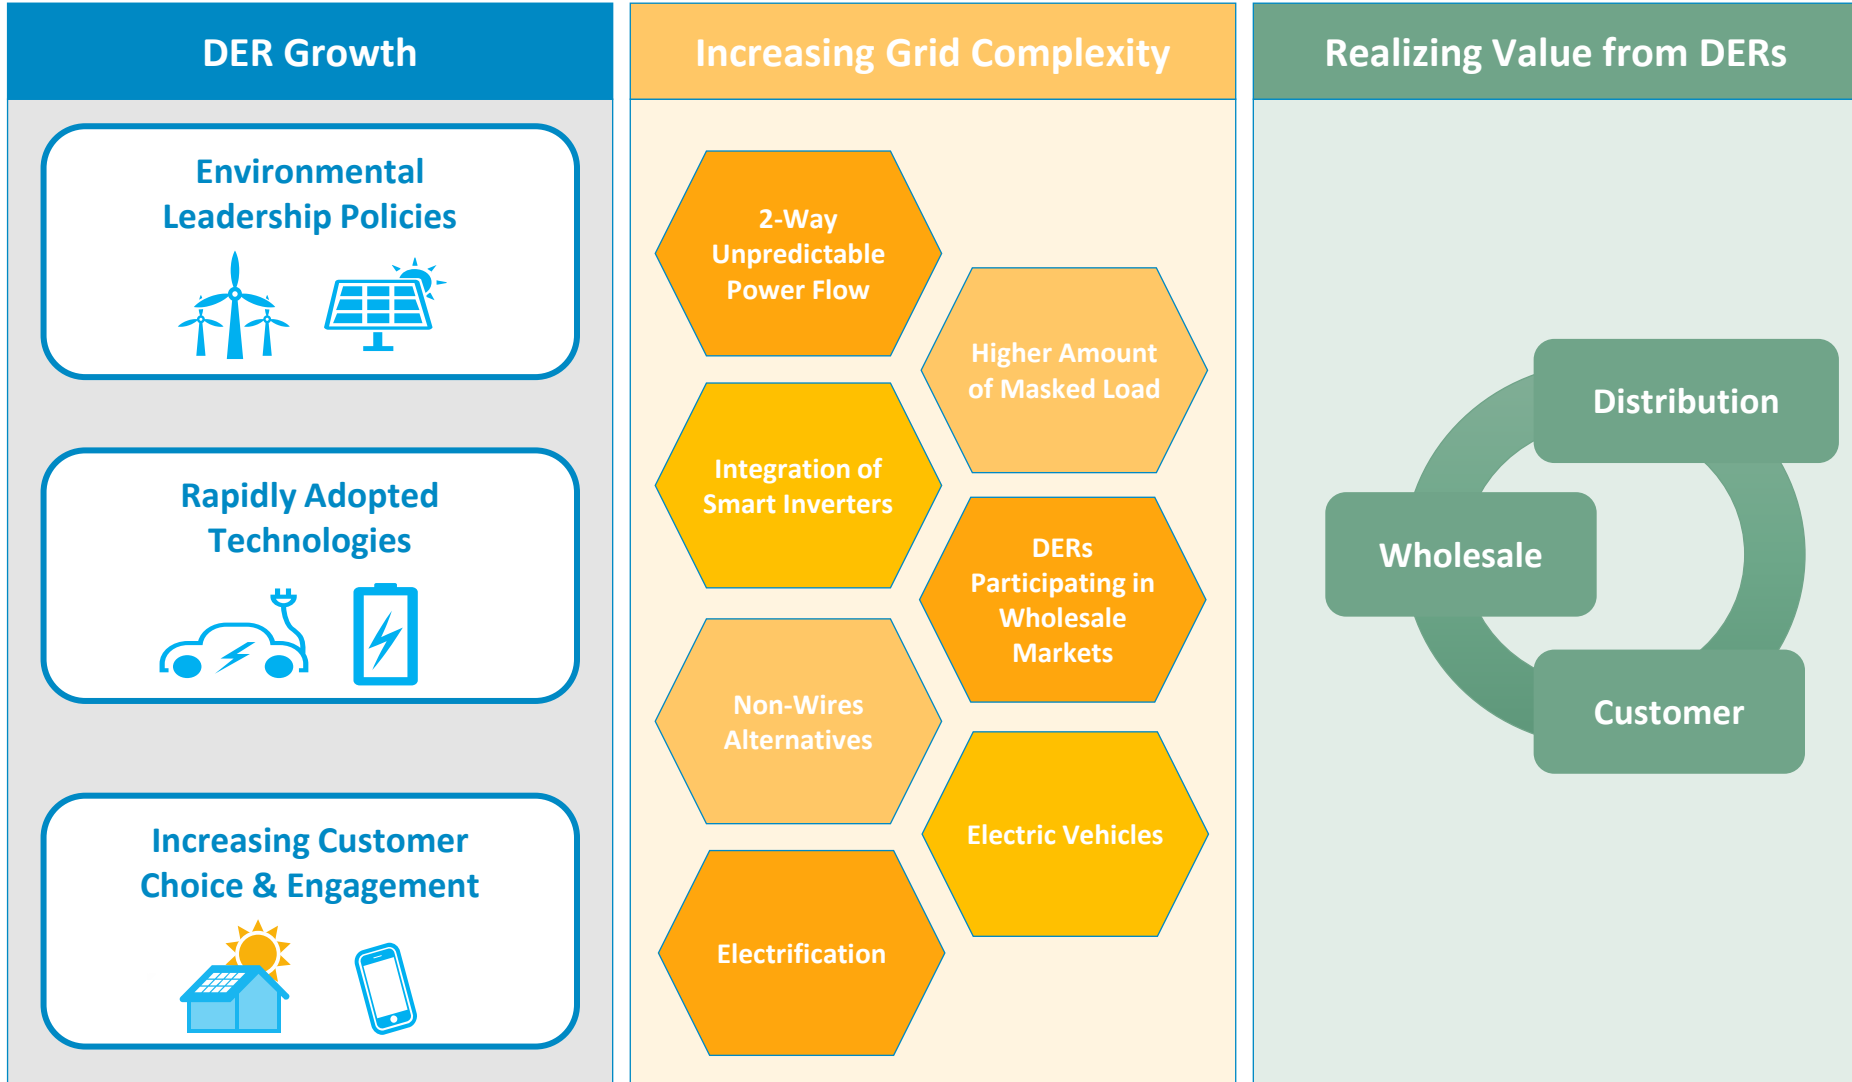 DER Growth
Environmental
Leadership Policies
Rapidly Adopted
Technologies
Increasing Customer
Choice & Engagement
Increasing Grid Complexity
2-Way
Unpredictable
Power Flow
Higher Amount
of Masked Load
Integration of
Smart Inverters
DERs
Participating in
Wholesale
Markets
Non-Wires
Alternatives
Electric Vehicles
Electrification
Realizing Value from DERs
Distribution
Wholesale
Customer